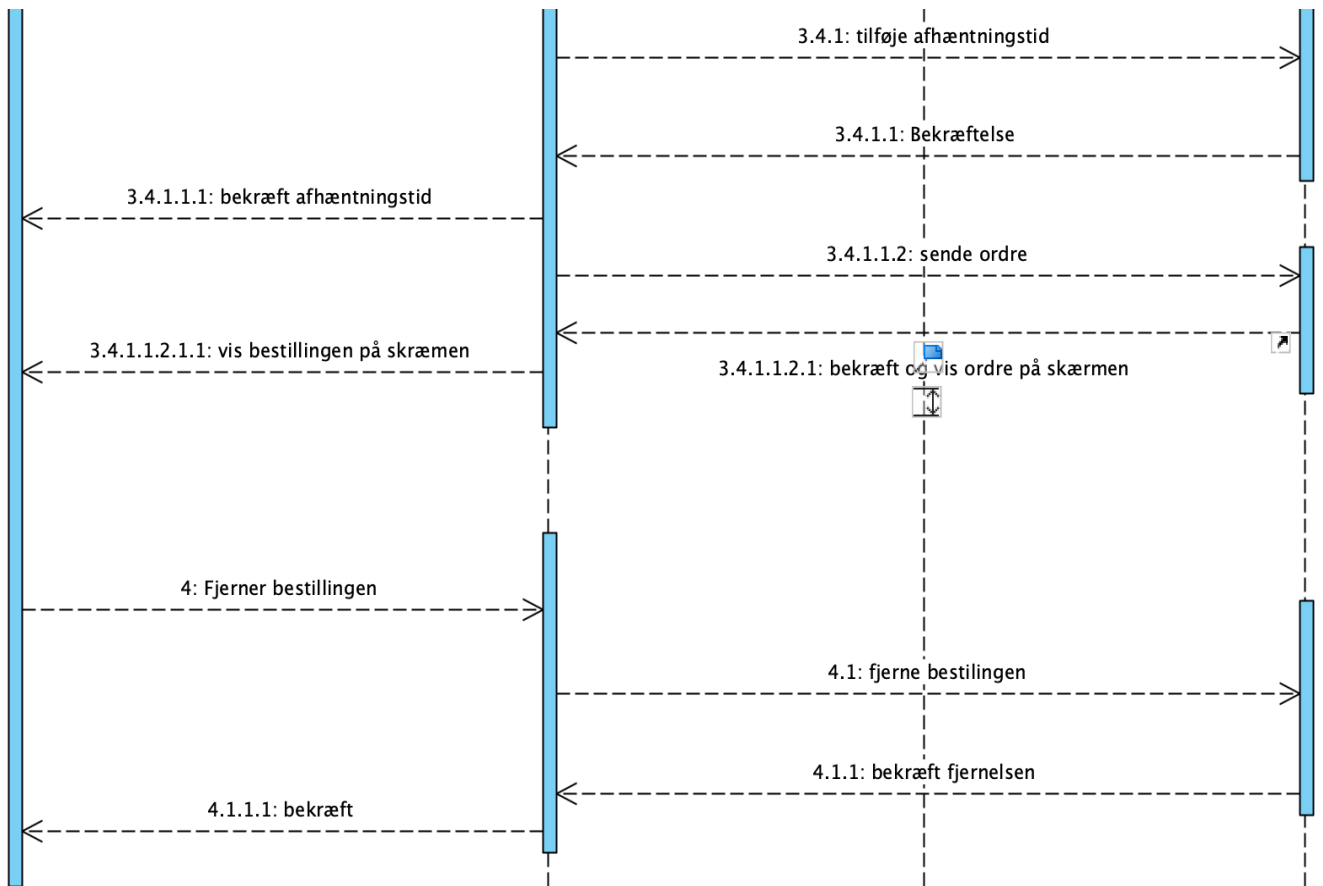 3.4.1: tilføje afhæntningstid
3.4.1.1: Bekræftelse
3.4.1.1.1: bekræft afhæntningstid
3.4.1.1.2: sende ordre
3.4.1.1.2.1.1: vis bestillingen på skræmen
3.4.1.1.2.1: bekræft og vis ordre på skærmen
4: Fjerner bestillingen
4.1: fjerne bestilingen
4.1.1: bekræft fjernelsen
4.1.1.1: bekræft